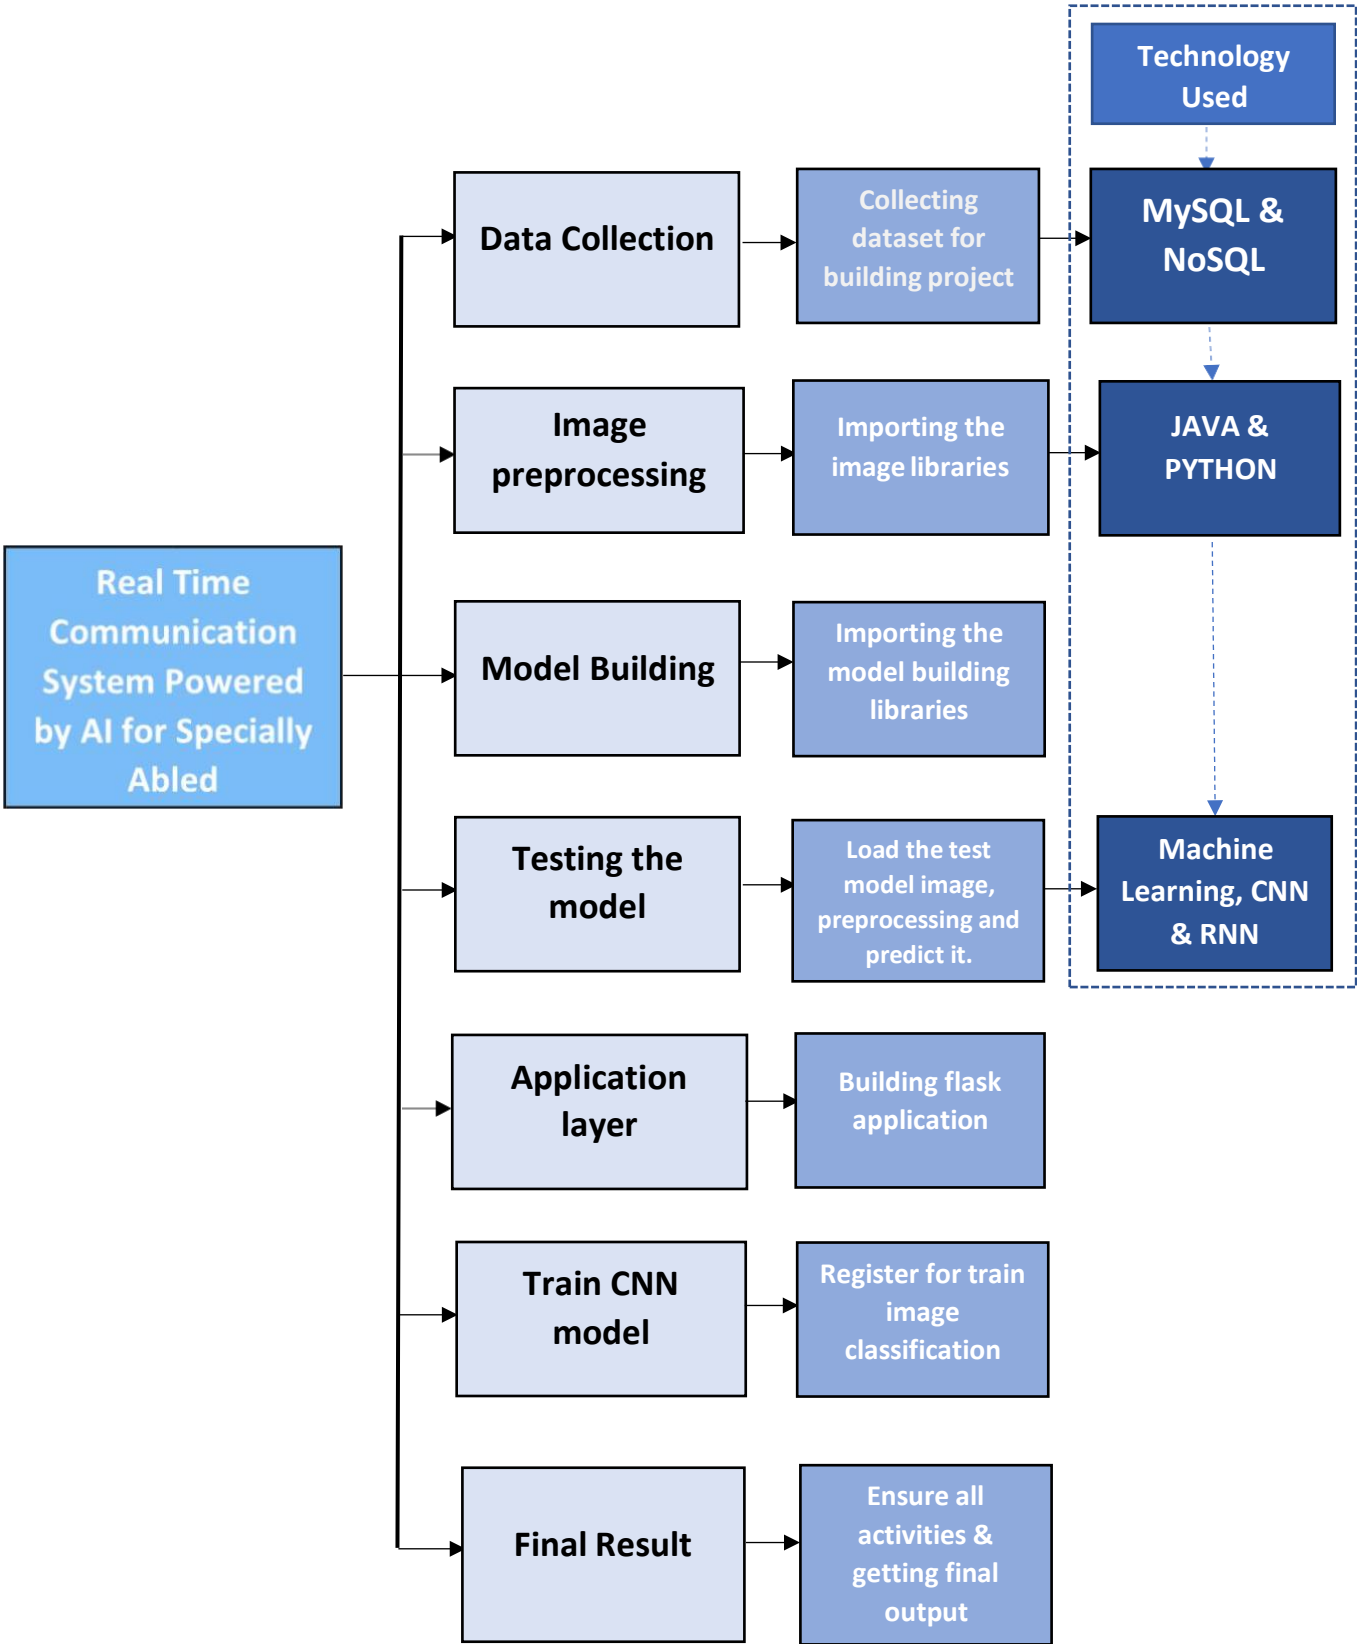 Technology
Used
Data Collection
Collecting
dataset for
building project
MySQL &
NoSQL
Image
preprocessing
Importing the
image libraries
JAVA &
PYTHON
Real Time
Communication
System Powered
by AI for Specially
Abled
Model Building
Importing the
model building
libraries
Testing the
model
Load the test
model image,
preprocessing and
predict it.
Machine
Learning, CNN
& RNN
Application
layer
Building flask
application
Train CNN
model
Register for train
image
classification
Final Result
Ensure all
activities &
getting final
output